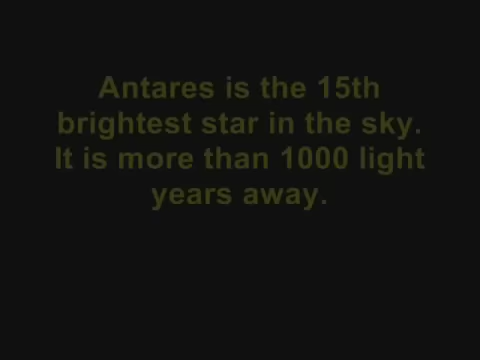 Antares is the 15th
brightest star in the sky.
It is more than 1000 light
years away.